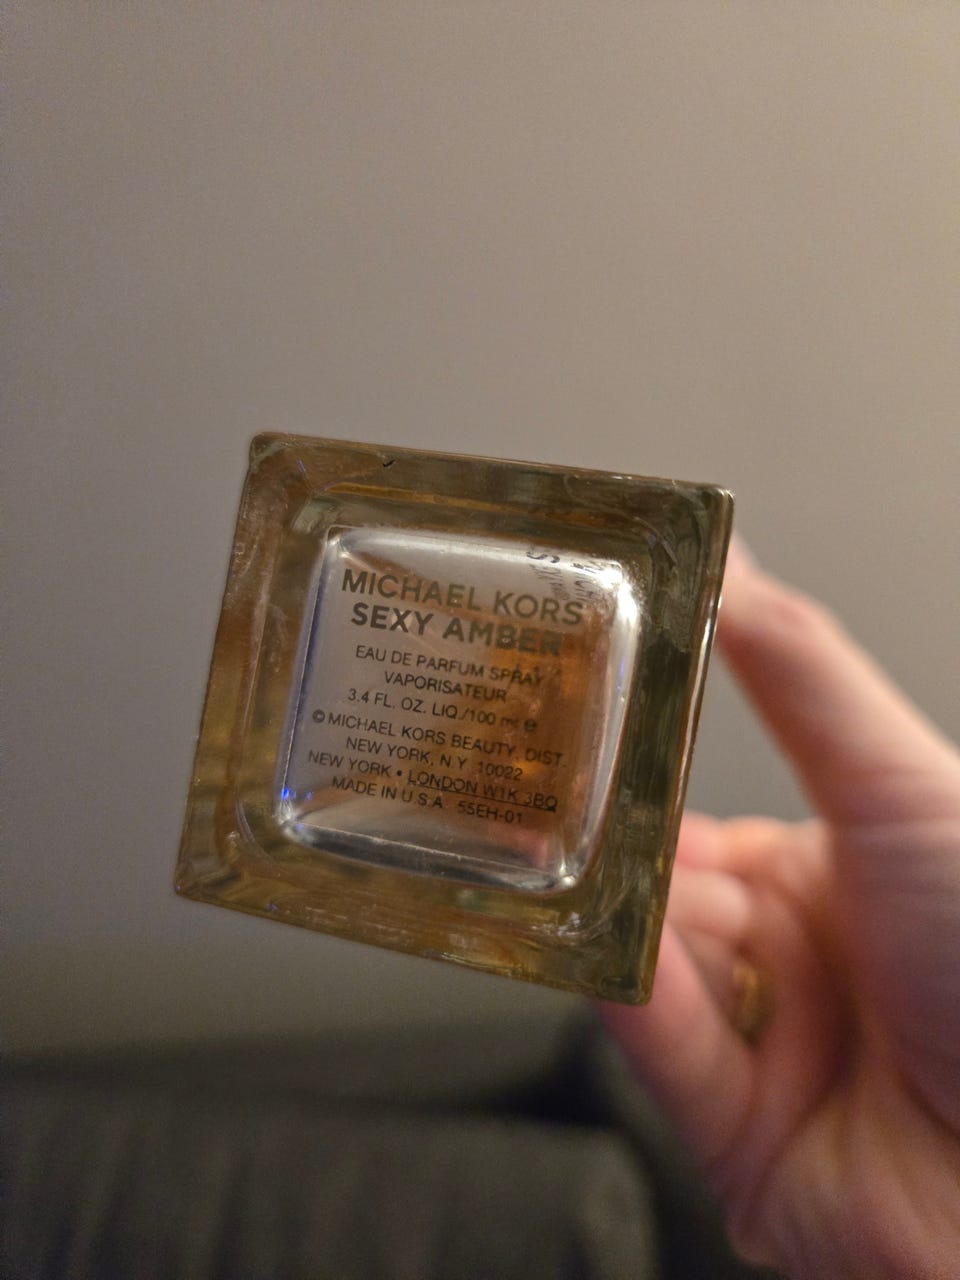 MICHAEL KORS
SEXY AMBER
EAU DE PARFUM SPRAY
VAPORISATEUR
3.4 FL. OZ. LIQ./100 ml ℮
© MICHAEL KORS BEAUTY, DIST.
NEW YORK, N.Y. 10022
NEW YORK • LONDON W1K 3BQ
MADE IN U.S.A. 55EH-01